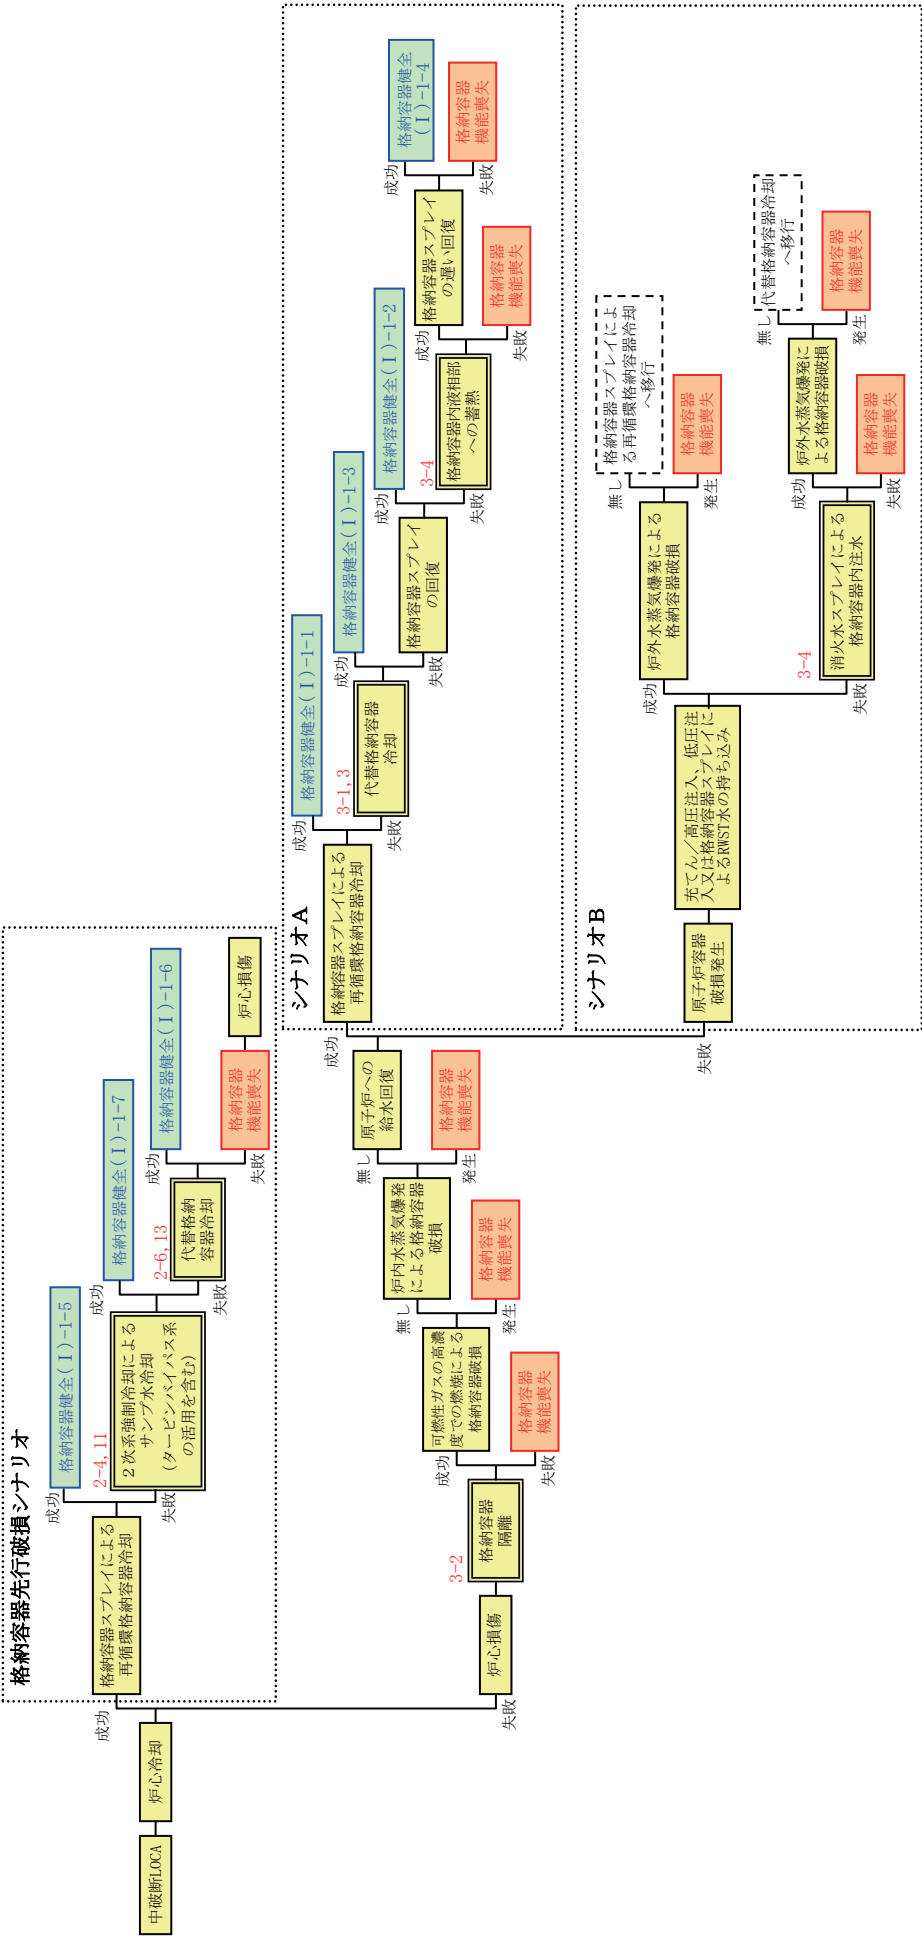 格納容器先行破損シナリオ
中破断LOCA
炉心冷却
成功
失敗
格納容器スプレイによる
再循環格納容器冷却
成功
格納容器健全(Ⅰ)-1-5
失敗
2-4, 11
2次系強制冷却による
サンプ水冷却
(タービンバイパス系
の活用を含む)
成功
格納容器健全(Ⅰ)-1-7
失敗
2-6, 13
代替格納
容器冷却
成功
格納容器健全(Ⅰ)-1-6
失敗
格納容器
機能喪失
炉心損傷
炉心損傷
3-2
格納容器
隔離
成功
失敗
格納容器
機能喪失
可燃性ガスの高濃
度での燃焼による
格納容器破損
無し
発生
格納容器
機能喪失
炉内水蒸気爆発
による格納容器
破損
無し
発生
格納容器
機能喪失
原子炉への
給水回復
成功
失敗
シナリオA
格納容器スプレイによる
再循環格納容器冷却
成功
格納容器健全(Ⅰ)-1-1
失敗
3-1, 3
代替格納容器
冷却
成功
格納容器健全(Ⅰ)-1-3
失敗
格納容器スプレイ
の回復
成功
格納容器健全(Ⅰ)-1-2
失敗
3-4
格納容器内液相部
への蓄熱
成功
失敗
格納容器
機能喪失
格納容器スプレイ
の遅い回復
成功
格納容器健全
(Ⅰ)-1-4
失敗
格納容器
機能喪失
シナリオB
原子炉容器
破損発生
充てん/高圧注入、低圧注
入又は格納容器スプレイに
よるRWST水の持ち込み
成功
失敗
炉外水蒸気爆発による
格納容器破損
無し
格納容器スプレイによ
る再循環格納容器冷却
へ移行
発生
格納容器
機能喪失
3-4
消火水スプレイによる
格納容器内注水
成功
失敗
格納容器
機能喪失
炉外水蒸気爆発に
よる格納容器破損
無し
代替格納容器冷却
へ移行
発生
格納容器
機能喪失